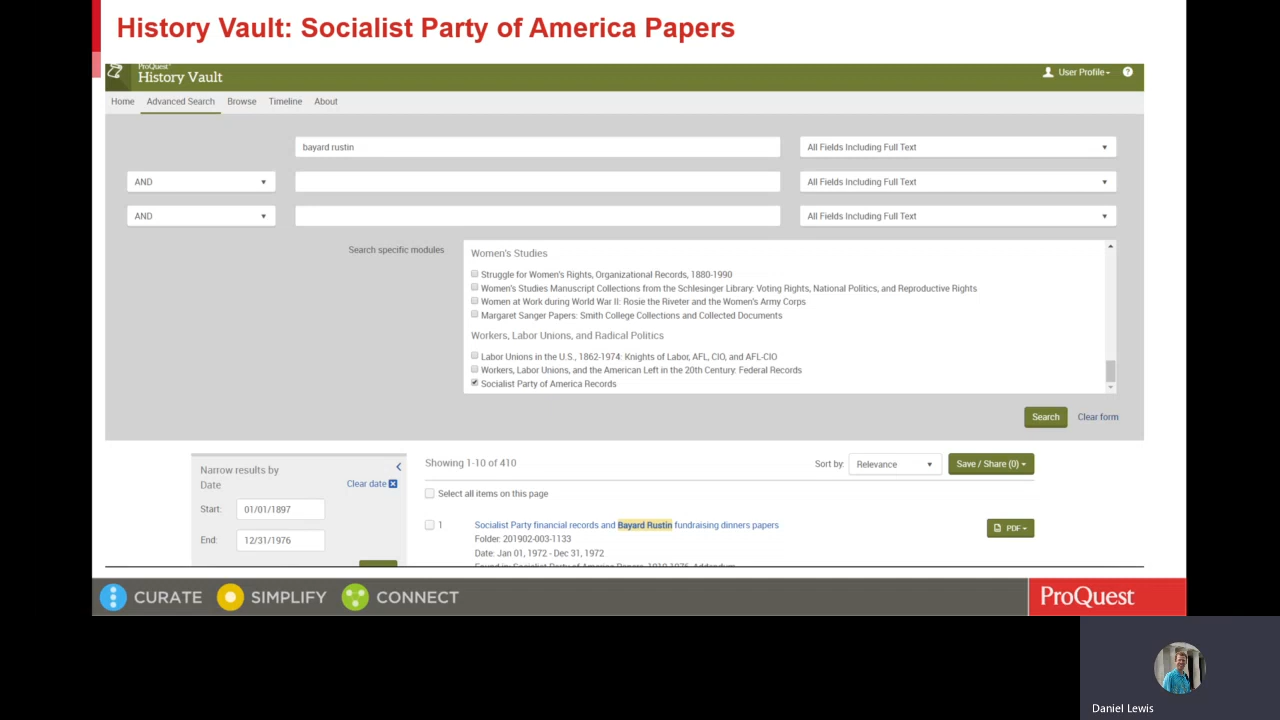 History Vault: Socialist Party of America Papers
ProQuest
History Vault
User Profile
Home Advanced Search Browse Timeline About
bayard rustin All Fields Including Full Text
AND All Fields Including Full Text
AND All Fields Including Full Text
Search specific modules
Women's Studies
Struggle for Women's Rights, Organizational Records, 1880-1990
Women's Studies Manuscript Collections from the Schlesinger Library: Voting Rights, National Politics, and Reproductive Rights
Women at Work during World War II: Rosie the Riveter and the Women's Army Corps
Margaret Sanger Papers: Smith College Collections and Collected Documents
Workers, Labor Unions, and Radical Politics
Labor Unions in the U.S., 1862-1974: Knights of Labor, AFL, CIO, and AFL-CIO
Workers, Labor Unions, and the American Left in the 20th Century: Federal Records
Socialist Party of America Records
Search Clear form
Narrow results by
Date Clear date
Start: 01/01/1897
End: 12/31/1976
Showing 1-10 of 410
Sort by: Relevance Save / Share (0)
Select all items on this page
1 Socialist Party financial records and Bayard Rustin fundraising dinners papers
PDF
Folder: 201902-003-1133
Date: Jan 01, 1972 - Dec 31, 1972
Found in: Socialist Party of America Papers, 1910-1976, Addendum
CURATE SIMPLIFY CONNECT
ProQuest
Daniel Lewis